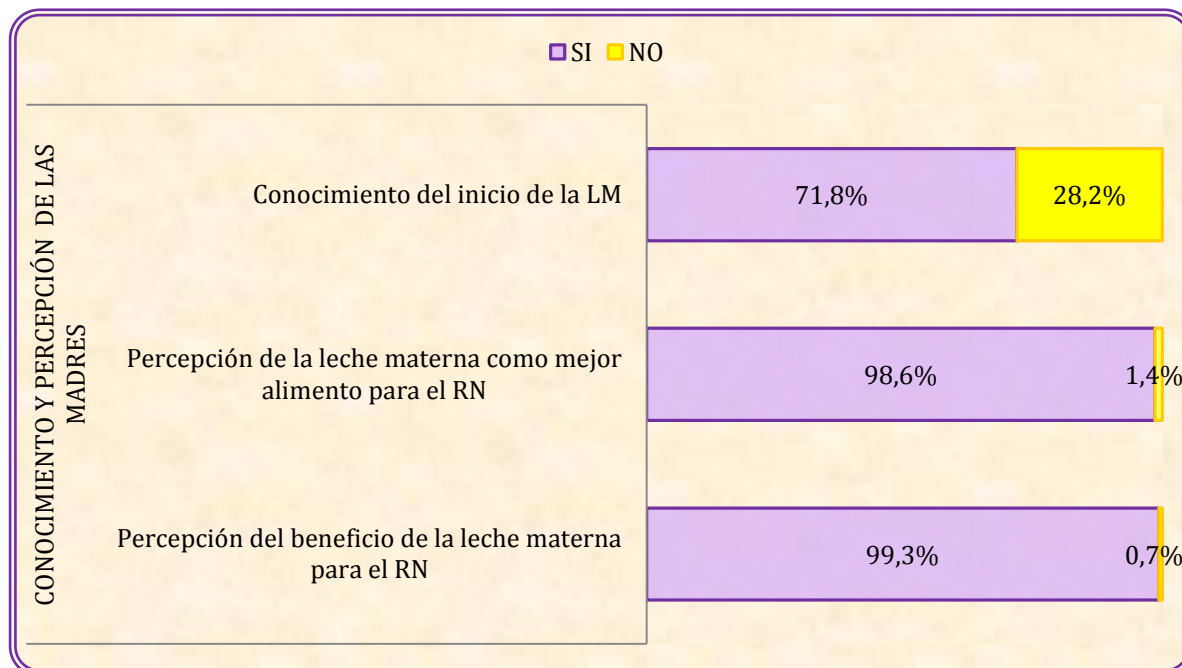 SI NO
CONOCIMIENTO Y PERCEPCIÓN DE LAS
MADRES
Conocimiento del inicio de la LM
71,8% 28,2%
Percepción de la leche materna como mejor
alimento para el RN
98,6% 1,4%
Percepción del beneficio de la leche materna
para el RN
99,3% 0,7%